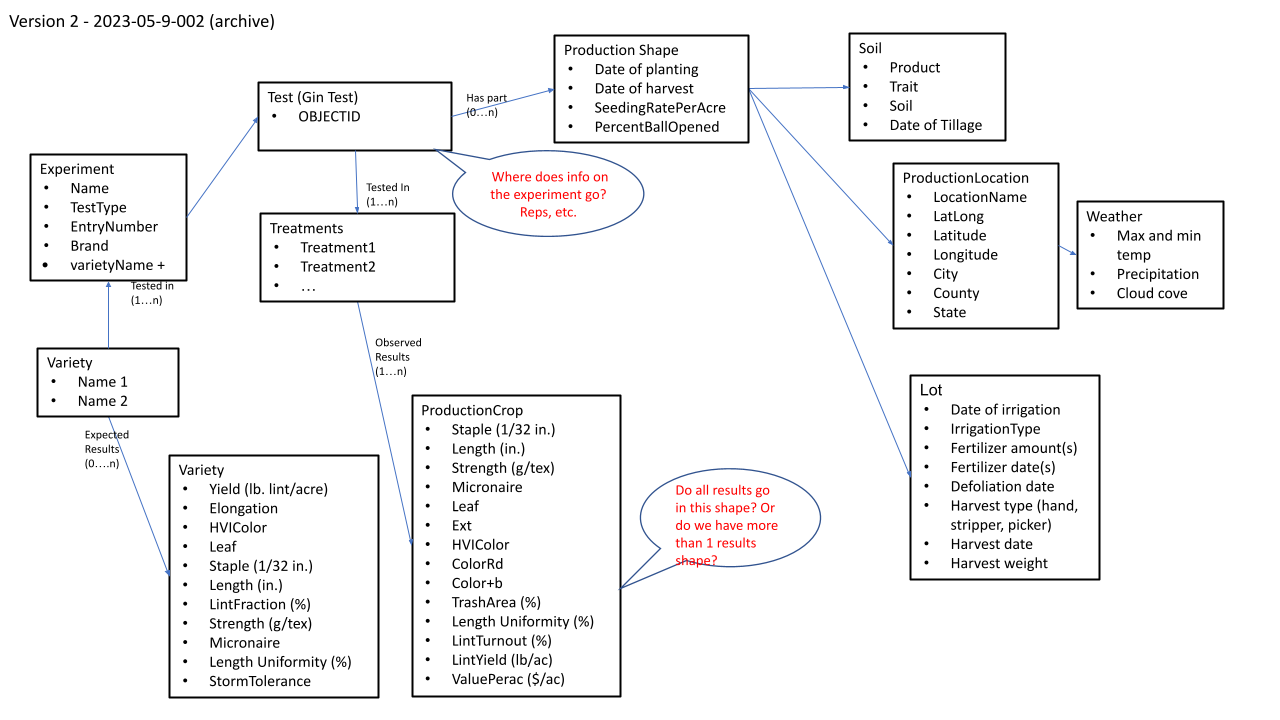 Version 2 - 2023-05-9-002 (archive)
Production Shape
• Date of planting
• Date of harvest
• SeedingRatePerAcre
• PercentBallOpened
Soil
• Product
• Trait
• Soil
• Date of Tillage
Test (Gin Test)
• OBJECTID
Has part
(0...n)
Experiment
• Name
• TestType
• EntryNumber
• Brand
• varietyName +
Where does info on
the experiment go?
Reps, etc.
Tested In
(1...n)
ProductionLocation
• LocationName
• LatLong
• Latitude
• Longitude
• City
• County
• State
Weather
• Max and min
temp
• Precipitation
• Cloud cove
Treatments
• Treatment1
• Treatment2
• ...
Tested in
(1...n)
Variety
• Name 1
• Name 2
Observed
Results
(1...n)
Expected
Results
(0....n)
Variety
• Yield (lb. lint/acre)
• Elongation
• HVIColor
• Leaf
• Staple (1/32 in.)
• Length (in.)
• LintFraction (%)
• Strength (g/tex)
• Micronaire
• Length Uniformity (%)
• StormTolerance
ProductionCrop
• Staple (1/32 in.)
• Length (in.)
• Strength (g/tex)
• Micronaire
• Leaf
• Ext
• HVIColor
• ColorRd
• Color+b
• TrashArea (%)
• Length Uniformity (%)
• LintTurnout (%)
• LintYield (lb/ac)
• ValuePerac ($/ac)
Do all results go
in this shape? Or
do we have more
than 1 results
shape?
Lot
• Date of irrigation
• IrrigationType
• Fertilizer amount(s)
• Fertilizer date(s)
• Defoliation date
• Harvest type (hand,
stripper, picker)
• Harvest date
• Harvest weight